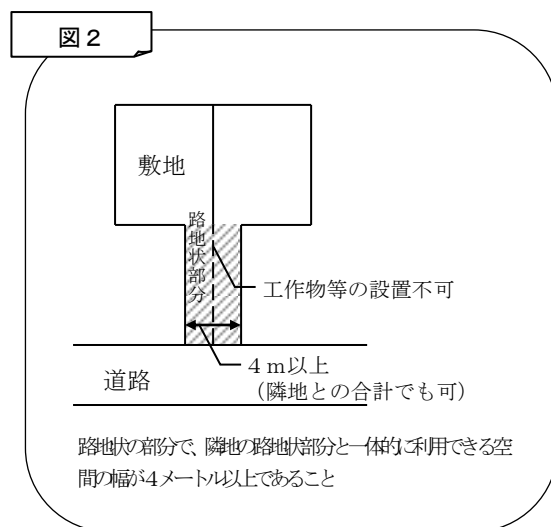 図２
敷地
路地状部分
工作物等の設置不可
４ｍ以上
（隣地との合計でも可）
道路
路地状の部分で、隣地の路地状部分と一体的に利用できる空
間の幅が４メートル以上であること